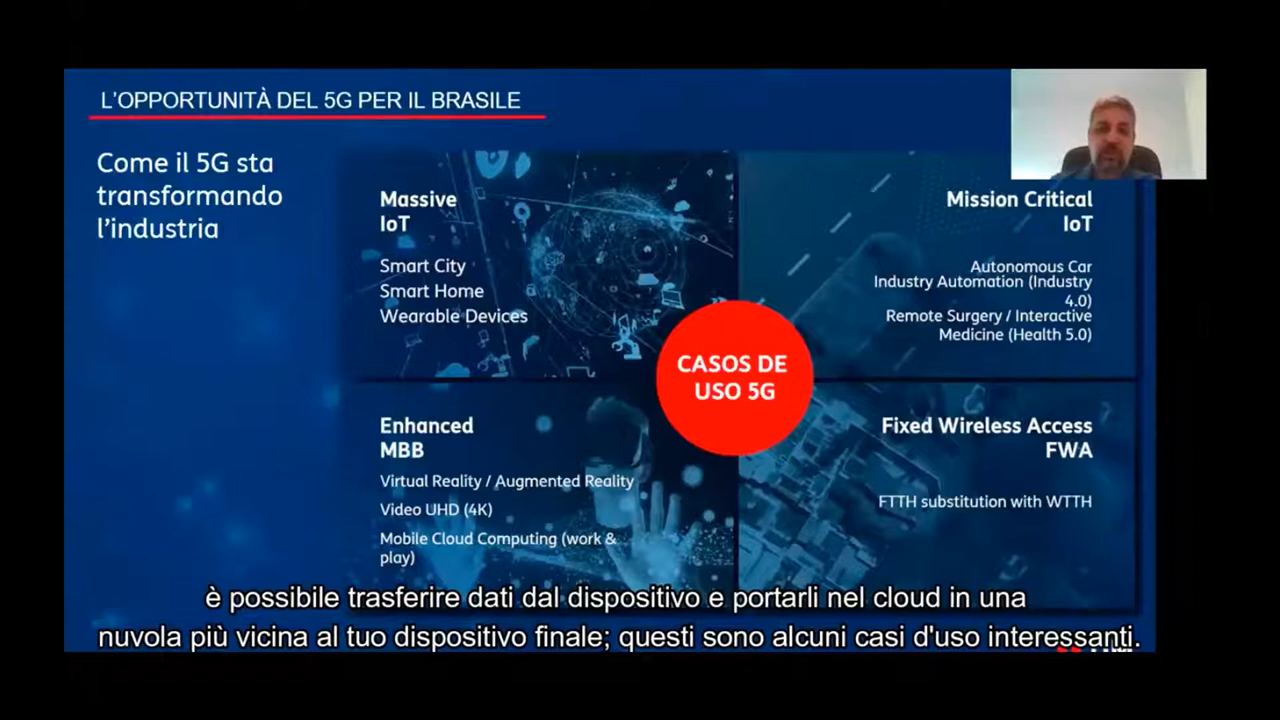 L'OPPORTUNITÀ DEL 5G PER IL BRASILE
Come il 5G sta
transformando
l'industria
Massive
IoT
Smart City
Smart Home
Wearable Devices
Mission Critical
IoT
Autonomous Car
Industry Automation (Industry
4.0)
Remote Surgery / Interactive
Medicine (Health 5.0)
CASOS DE
USO 5G
Enhanced
MBB
Virtual Reality / Augmented Reality
Video UHD (4K)
Mobile Cloud Computing (work &
play)
Fixed Wireless Access
FWA
FTTH substitution with WTTH
è possibile trasferire dati dal dispositivo e portarli nel cloud in una
nuvola più vicina al tuo dispositivo finale; questi sono alcuni casi d'uso interessanti.